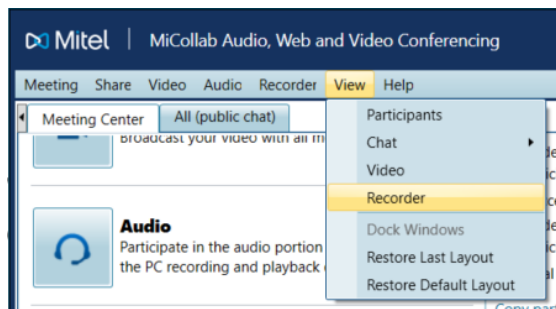 Mitel | MiCollab Audio, Web and Video Conferencing
Meeting Share Video Audio Recorder View Help
Meeting Center All (public chat)
Broadcast your video with all
Audio
Participate in the audio portion
the PC recording and playback
Participants
Chat
Video
Recorder
Dock Windows
Restore Last Layout
Restore Default Layout